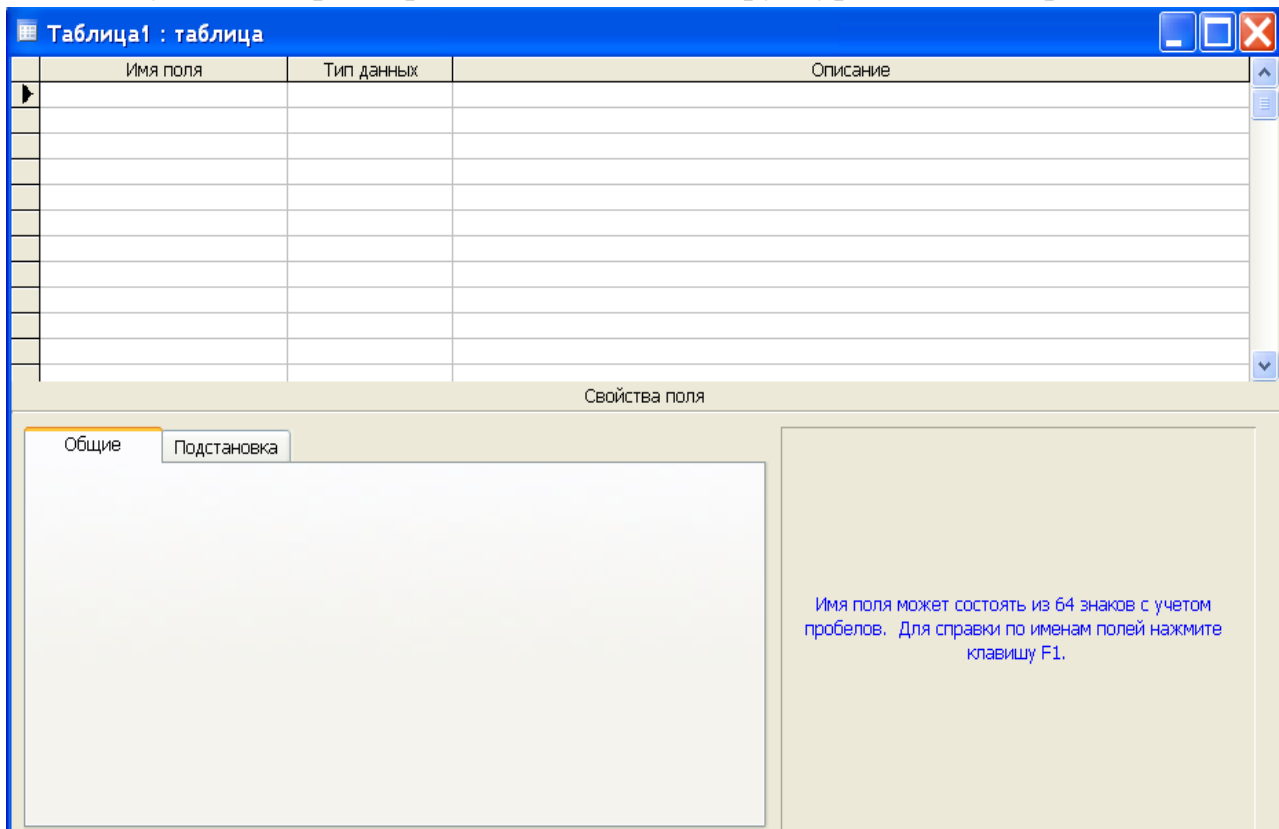 Таблица1 : таблица
Имя поля Тип данных Описание
Свойства поля
Общие Подстановка
Имя поля может состоять из 64 знаков с учетом
пробелов. Для справки по именам полей нажмите
клавишу F1.